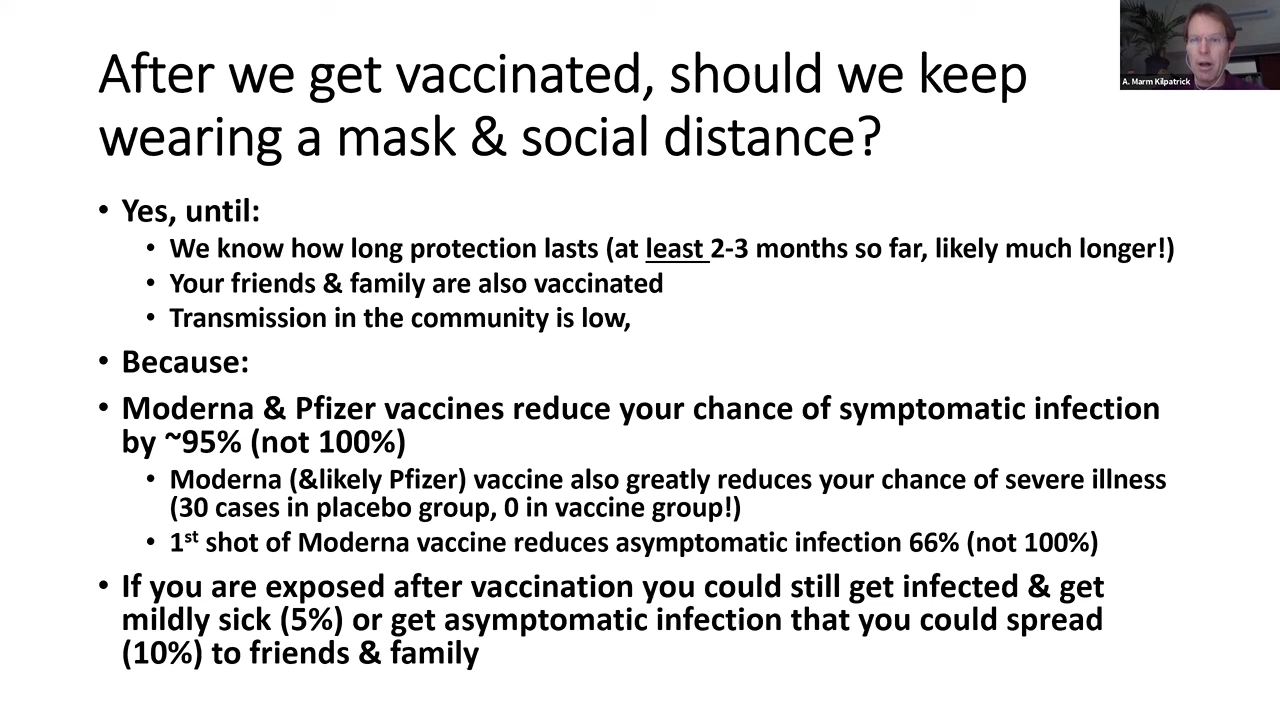 After we get vaccinated, should we keep
wearing a mask & social distance?
A. Marm Kilpatrick
• Yes, until:
• We know how long protection lasts (at least 2-3 months so far, likely much longer!)
• Your friends & family are also vaccinated
• Transmission in the community is low,
• Because:
• Moderna & Pfizer vaccines reduce your chance of symptomatic infection
by ~95% (not 100%)
• Moderna (&likely Pfizer) vaccine also greatly reduces your chance of severe illness
(30 cases in placebo group, 0 in vaccine group!)
• 1st shot of Moderna vaccine reduces asymptomatic infection 66% (not 100%)
• If you are exposed after vaccination you could still get infected & get
mildly sick (5%) or get asymptomatic infection that you could spread
(10%) to friends & family